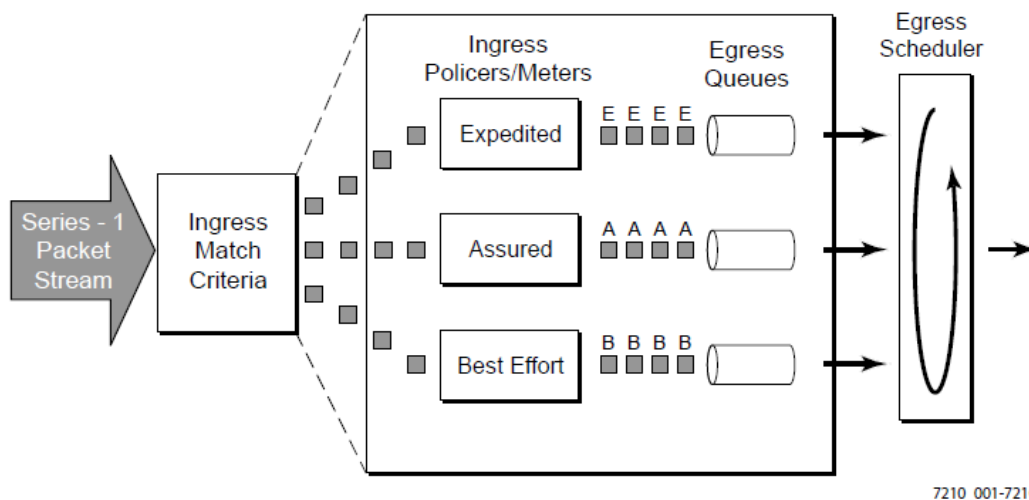 Egress
Scheduler
Ingress
Policers/Meters
Egress
Queues
Expedited
E E E E
Series - 1
Packet
Stream
Ingress
Match
Criteria
Assured
A A A A
Best Effort
B B B B
7210 001-721